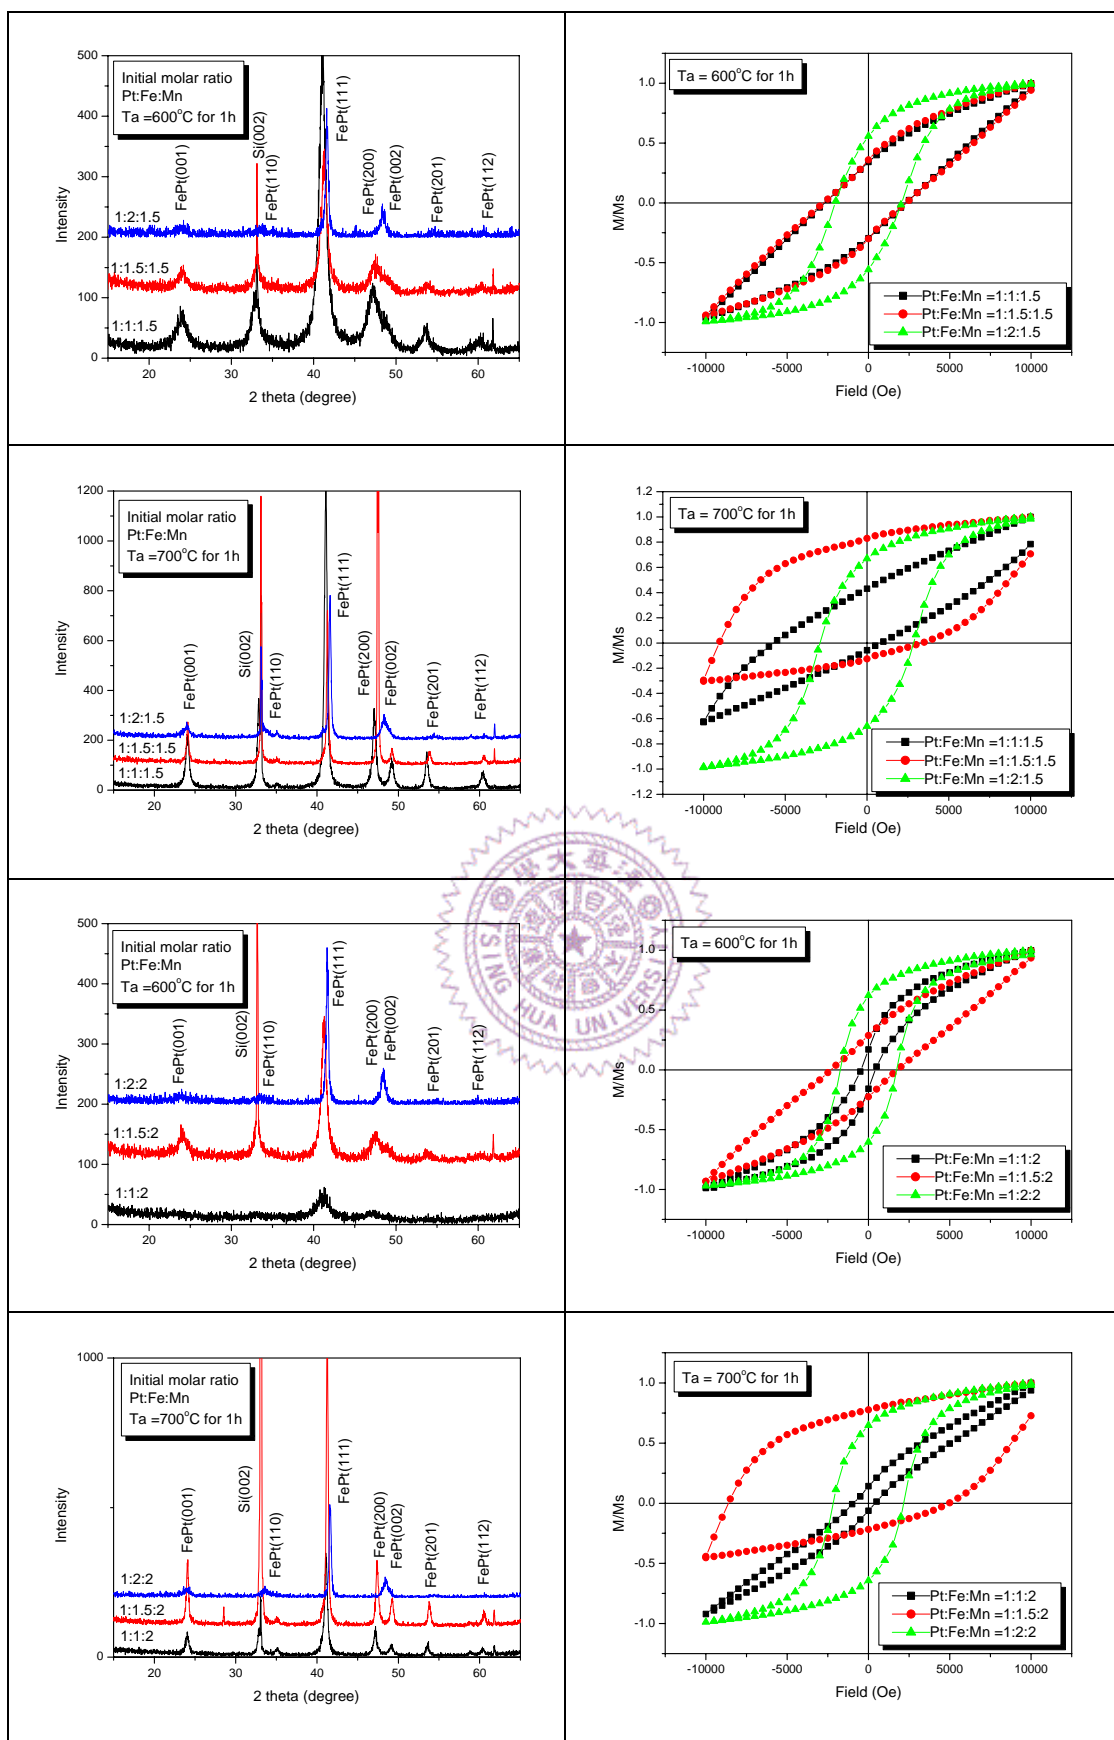 500
400
300
200
100
0
Intensity
Initial molar ratio
Pt:Fe:Mn
Ta =600°C for 1h
FePt(001)
Si(002)
FePt(110)
FePt(111)
FePt(200)
FePt(002)
FePt(201)
FePt(112)
1:2:1.5
1:1.5:1.5
1:1:1.5
20 30 40 50 60
2 theta (degree)
Ta = 600°C for 1h
1.0
0.5
0.0
-0.5
-1.0
M/Ms
Pt:Fe:Mn =1:1:1.5
Pt:Fe:Mn =1:1.5:1.5
Pt:Fe:Mn =1:2:1.5
-10000 -5000 0 5000 10000
Field (Oe)
1200
1000
800
600
400
200
0
Intensity
Initial molar ratio
Pt:Fe:Mn
Ta =700°C for 1h
FePt(001)
Si(002)
FePt(110)
FePt(111)
FePt(200)
FePt(002)
FePt(201)
FePt(112)
1:2:1.5
1:1.5:1.5
1:1:1.5
20 30 40 50 60
2 theta (degree)
Ta = 700°C for 1h
1.2
1.0
0.8
0.6
0.4
0.2
0.0
-0.2
-0.4
-0.6
-0.8
-1.0
-1.2
M/Ms
Pt:Fe:Mn =1:1:1.5
Pt:Fe:Mn =1:1.5:1.5
Pt:Fe:Mn =1:2:1.5
-10000 -5000 0 5000 10000
Field (Oe)
TSING HUA UNIVERSITY
500
400
300
200
100
0
Intensity
Initial molar ratio
Pt:Fe:Mn
Ta =600°C for 1h
FePt(001)
Si(002)
FePt(110)
FePt(111)
FePt(200)
FePt(002)
FePt(201)
FePt(112)
1:2:2
1:1.5:2
1:1:2
20 30 40 50 60
2 theta (degree)
Ta = 600°C for 1h
1.0
0.5
0.0
-0.5
-1.0
M/Ms
Pt:Fe:Mn =1:1:2
Pt:Fe:Mn =1:1.5:2
Pt:Fe:Mn =1:2:2
-10000 -5000 0 5000 10000
Field (Oe)
1000
500
0
Intensity
Initial molar ratio
Pt:Fe:Mn
Ta =700°C for 1h
FePt(001)
Si(002)
FePt(110)
FePt(111)
FePt(200)
FePt(002)
FePt(201)
FePt(112)
1:2:2
1:1.5:2
1:1:2
20 30 40 50 60
2 theta (degree)
Ta = 700°C for 1h
1.0
0.5
0.0
-0.5
-1.0
M/Ms
Pt:Fe:Mn =1:1:2
Pt:Fe:Mn =1:1.5:2
Pt:Fe:Mn =1:2:2
-10000 -5000 0 5000 10000
Field (Oe)